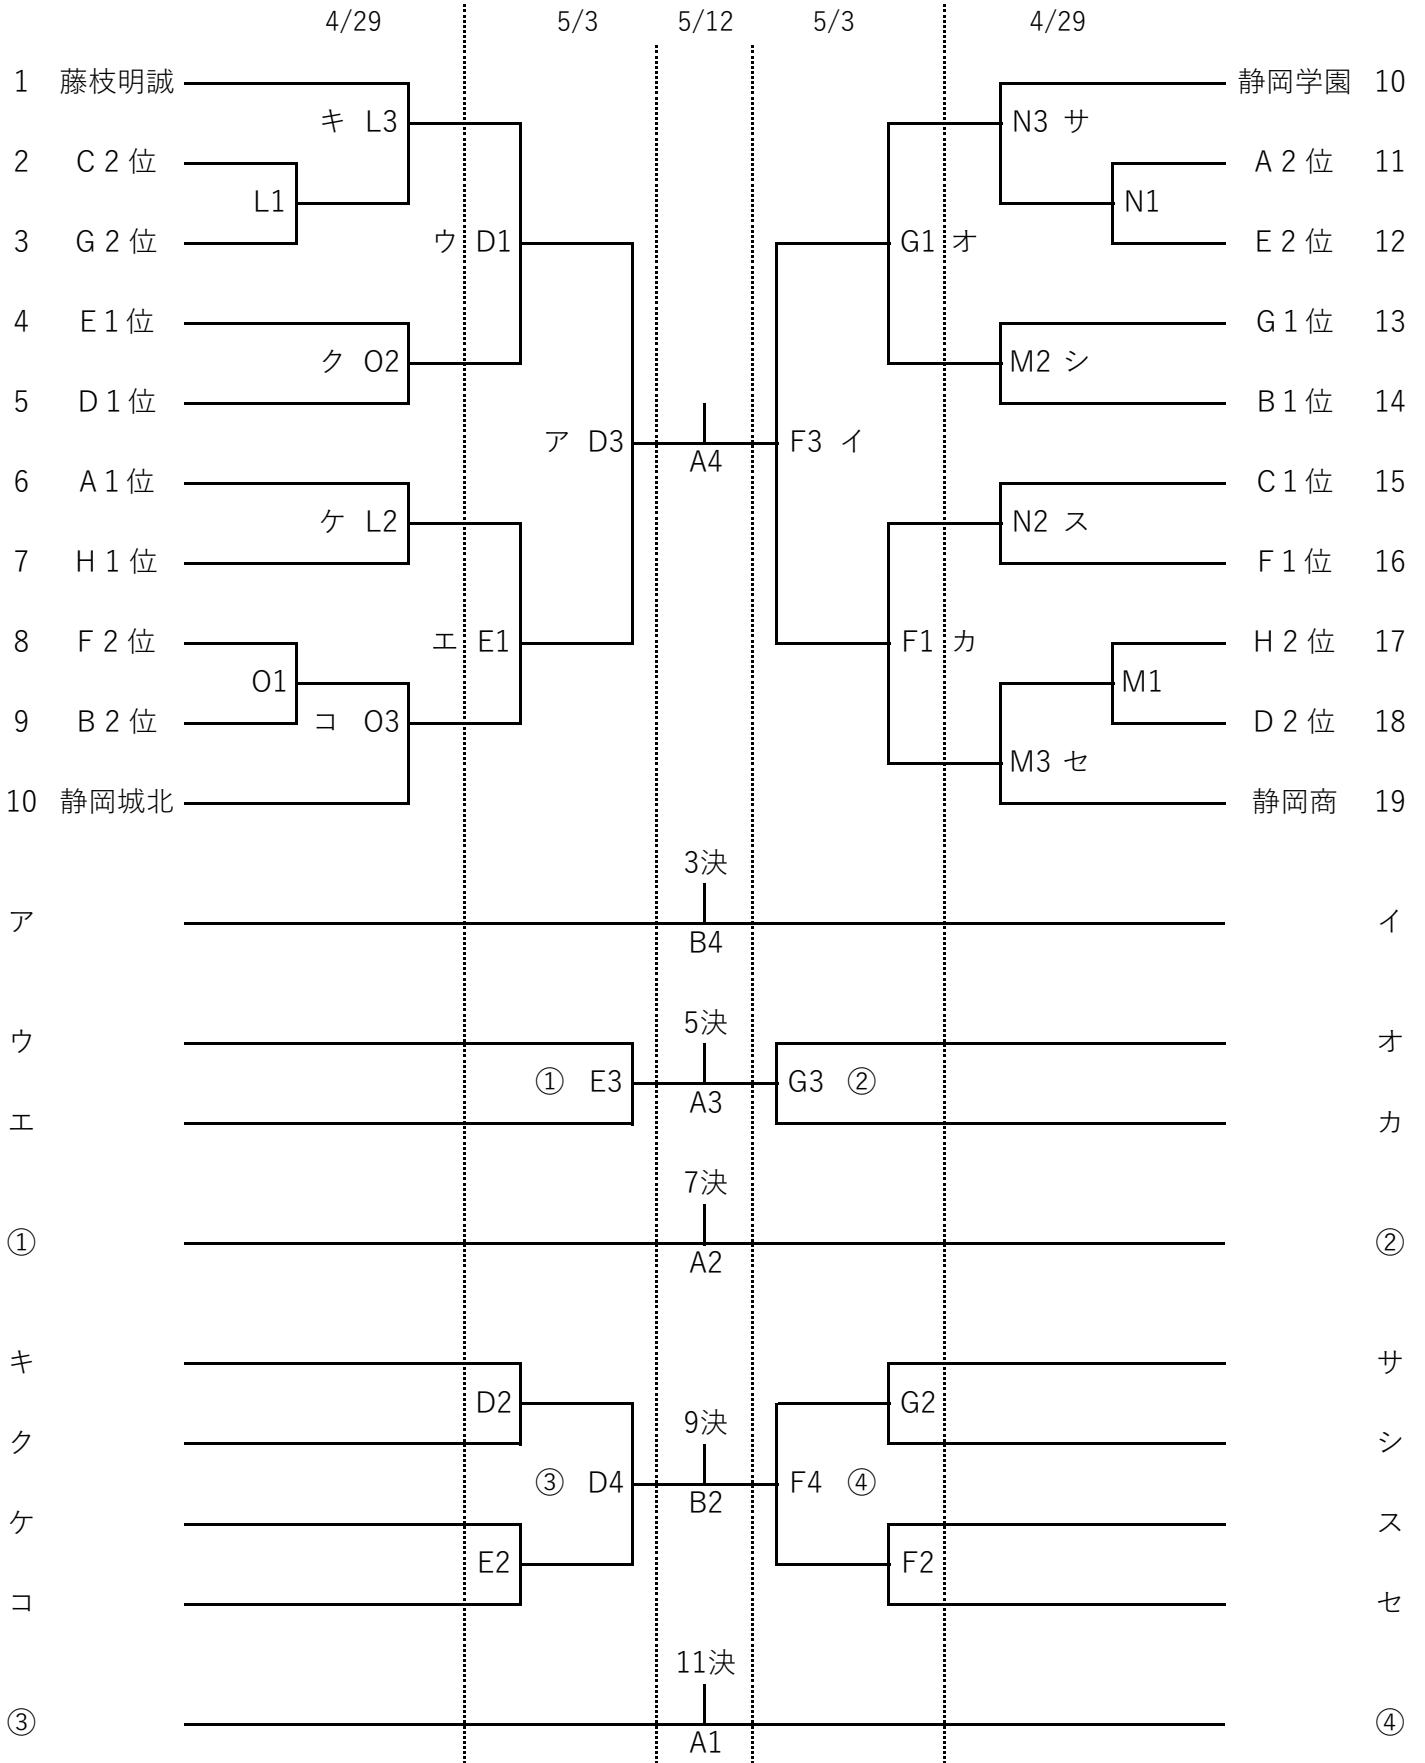 4/29 5/3 5/12 5/3 4/29
1 藤枝明誠 静岡学園 10
キ L3 N3 サ
2 C２位 A２位 11
L1 N1
3 G２位 E２位 12
ウ D1 G1 オ
4 E１位 G１位 13
ク O2 M2 シ
5 D１位 B１位 14
ア D3 F3 イ
A4
6 A１位 C１位 15
ケ L2 N2 ス
7 H１位 F１位 16
8 F２位 H２位 17
エ E1 F1 カ
O1 M1
9 B２位 D２位 18
コ O3
M3 セ
10 静岡城北 静岡商 19
3決
ア イ
B4
5決
ウ オ
① E3 G3 ②
A3
エ カ
7決
① ②
A2
キ サ
D2 G2
9決
ク シ
③ D4 F4 ④
B2
ケ ス
E2 F2
コ セ
11決
③ ④
A1